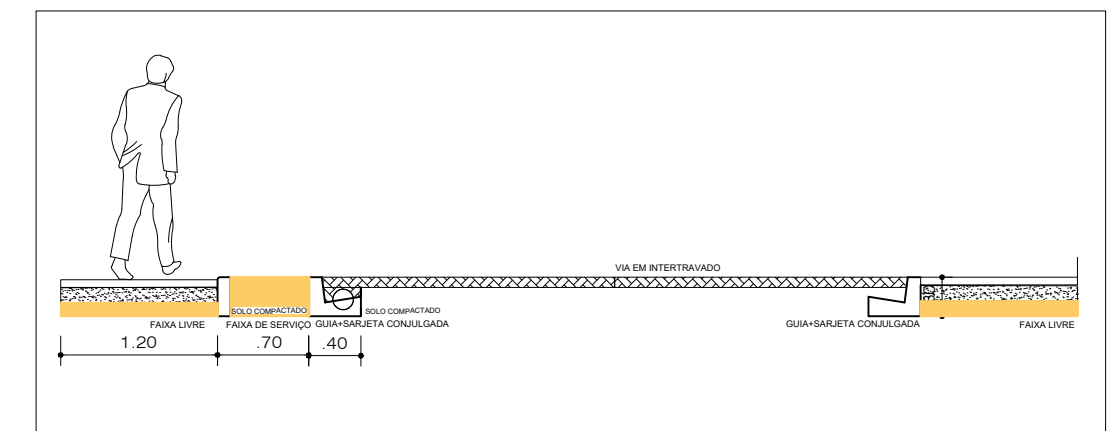 VIA EM INTERTRAVADO
SOLO COMPACTADO SOLO COMPACTADO
FAIXA LIVRE FAIXA DE SERVIÇO GUIA+SARJETA CONJULGADA GUIA+SARJETA CONJULGADA FAIXA LIVRE
1.20 .70 .40